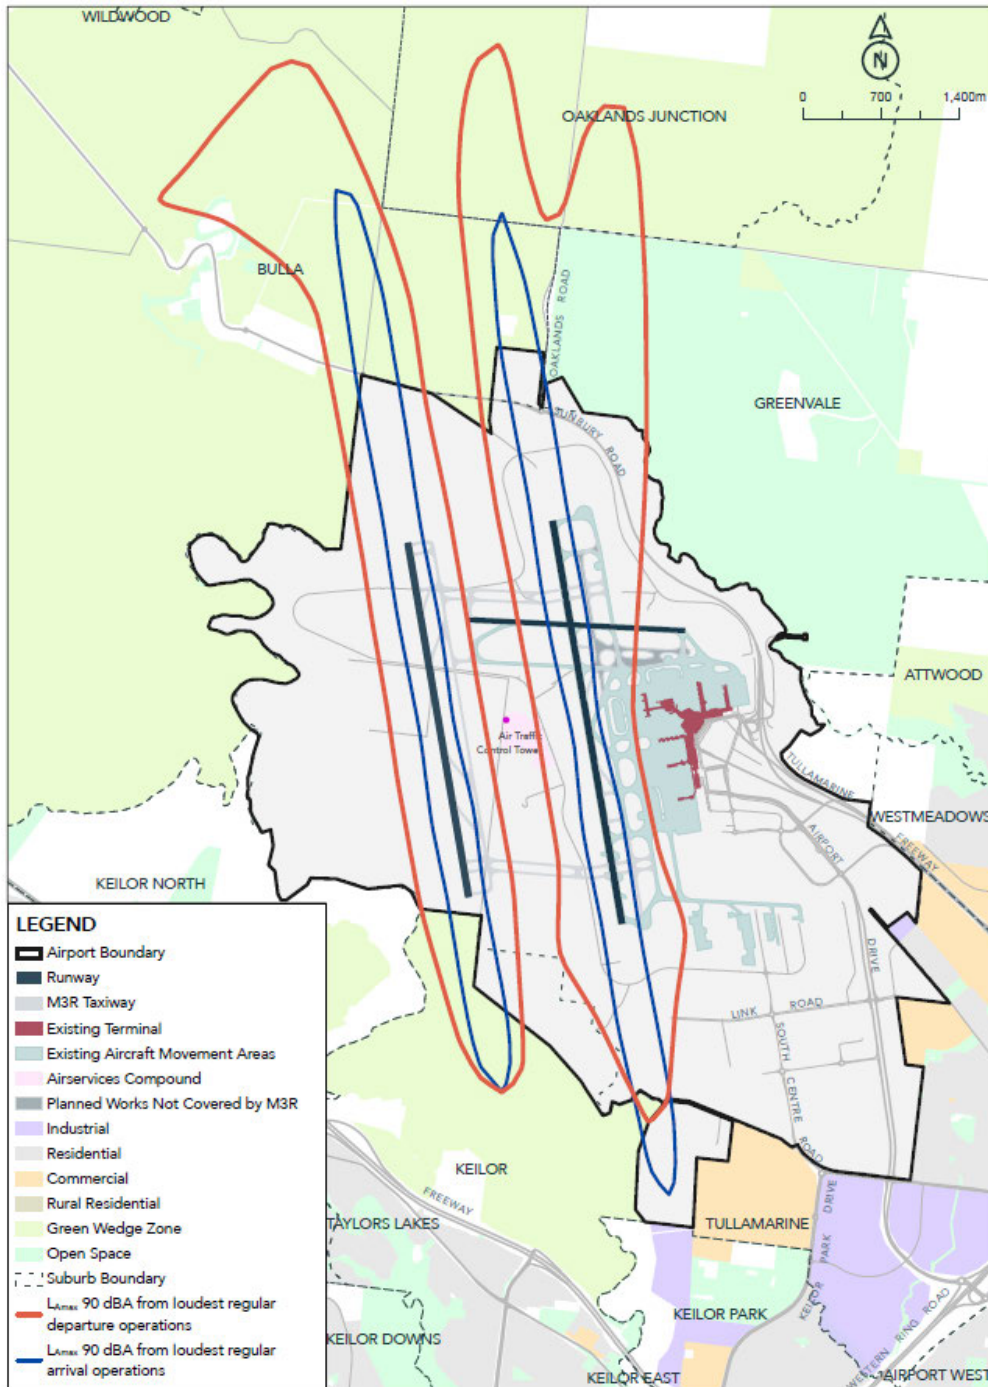 WILDWOOD
N
0 700 1,400m
OAKLANDS JUNCTION
BULLA
OAKLANDS ROAD
GREENVALE
SUNBURY ROAD
ATTWOOD
Air Traffic
Control Tower
TULLAMARINE
FREEWAY
WESTMEADOWS
AIRPORT
DRIVE
KEILOR NORTH
LINK ROAD
SOUTH
CENTRE
ROAD
KEILOR
FREEWAY
TAYLORS LAKES
TULLAMARINE
KEILOR PARK DRIVE
KEILOR PARK
KEILOR DOWNS
WESTERN RING ROAD
KEILOR EAST
AIRPORT WEST
LEGEND
Airport Boundary
Runway
M3R Taxiway
Existing Terminal
Existing Aircraft Movement Areas
Airservices Compound
Planned Works Not Covered by M3R
Industrial
Residential
Commercial
Rural Residential
Green Wedge Zone
Open Space
Suburb Boundary
LAmax 90 dBA from loudest regular
departure operations
LAmax 90 dBA from loudest regular
arrival operations